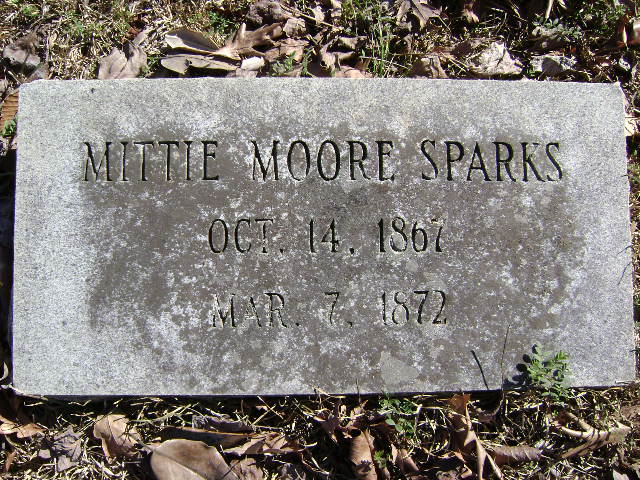 MITTIE MOORE SPARKS
OCT. 14, 1867
MAR. 7, 1872